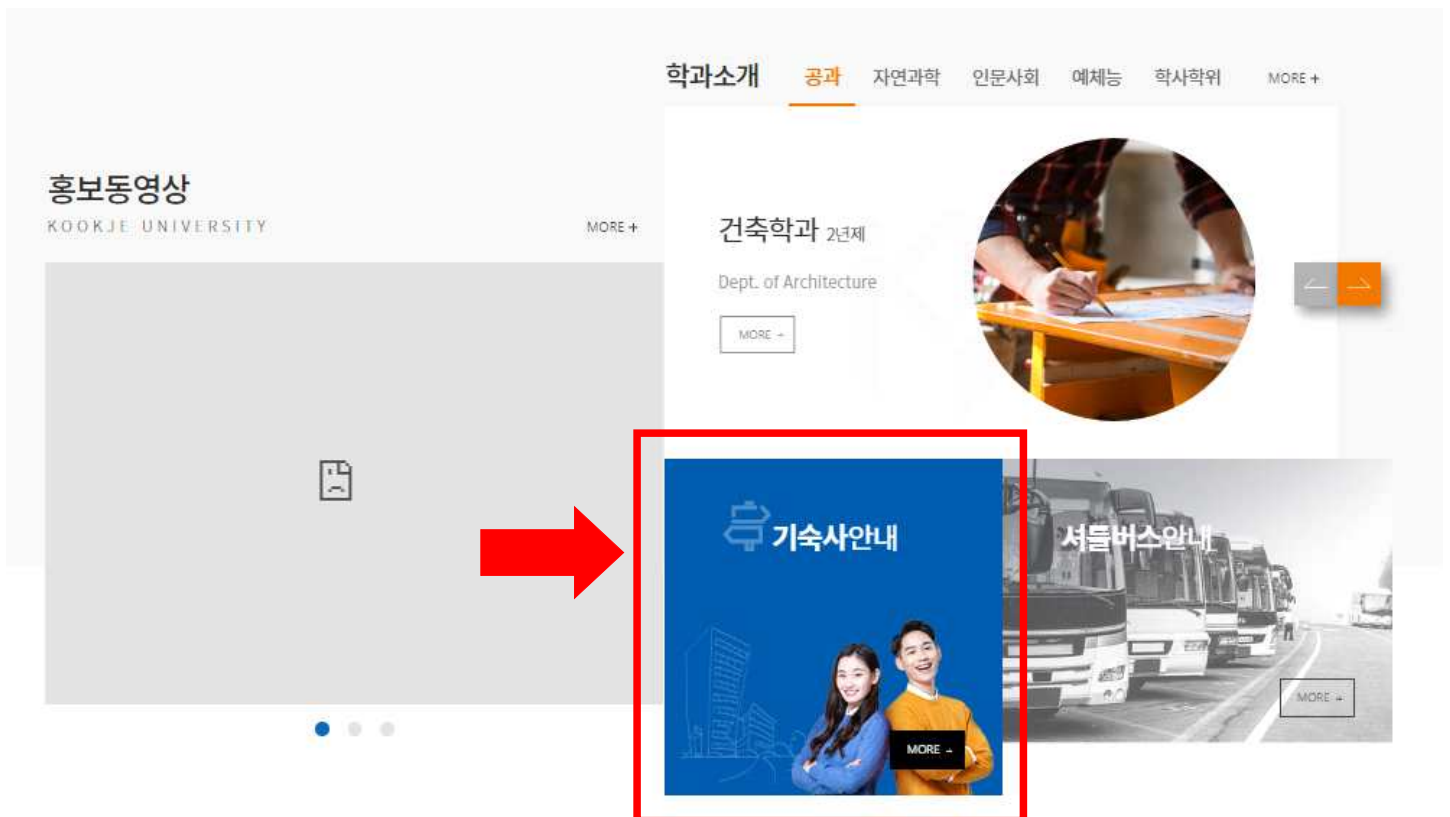 학과소개 공과 자연과학 인문사회 예체능 학사학위 MORE +
홍보동영상
KOOKJE UNIVERSITY
MORE +
건축학과 2년제
Dept. of Architecture
MORE →
기숙사안내
MORE →
셔틀버스안내
MORE →